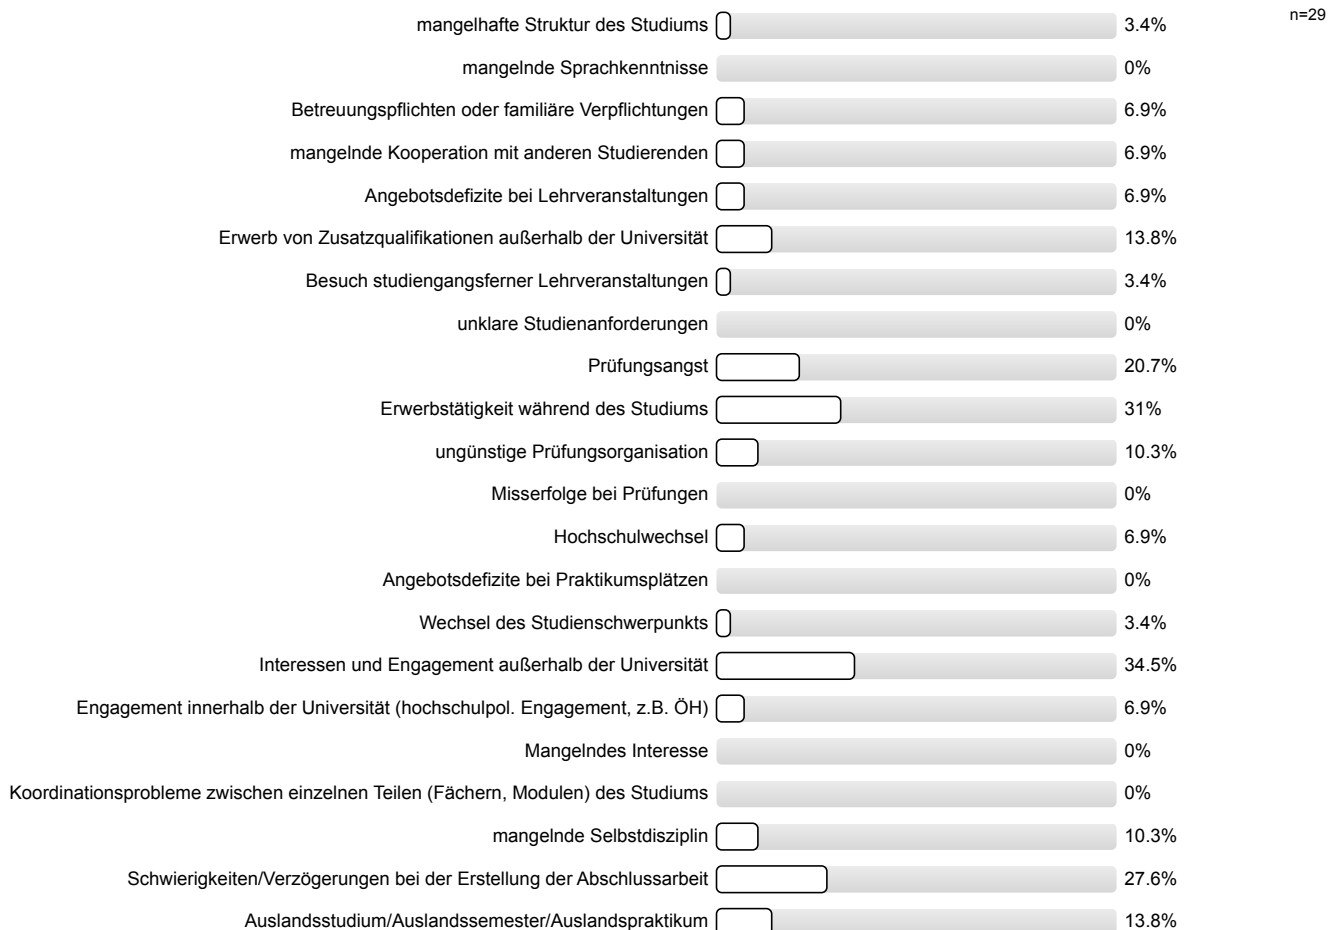 mangelhafte Struktur des Studiums 3.4% n=29
mangelnde Sprachkenntnisse 0%
Betreuungspflichten oder familiäre Verpflichtungen 6.9%
mangelnde Kooperation mit anderen Studierenden 6.9%
Angebotsdefizite bei Lehrveranstaltungen 6.9%
Erwerb von Zusatzqualifikationen außerhalb der Universität 13.8%
Besuch studiengangsferner Lehrveranstaltungen 3.4%
unklare Studienanforderungen 0%
Prüfungsangst 20.7%
Erwerbstätigkeit während des Studiums 31%
ungünstige Prüfungsorganisation 10.3%
Misserfolge bei Prüfungen 0%
Hochschulwechsel 6.9%
Angebotsdefizite bei Praktikumsplätzen 0%
Wechsel des Studienschwerpunkts 3.4%
Interessen und Engagement außerhalb der Universität 34.5%
Engagement innerhalb der Universität (hochschulpol. Engagement, z.B. ÖH) 6.9%
Mangelndes Interesse 0%
Koordinationsprobleme zwischen einzelnen Teilen (Fächern, Modulen) des Studiums 0%
mangelnde Selbstdisziplin 10.3%
Schwierigkeiten/Verzögerungen bei der Erstellung der Abschlussarbeit 27.6%
Auslandsstudium/Auslandssemester/Auslandspraktikum 13.8%